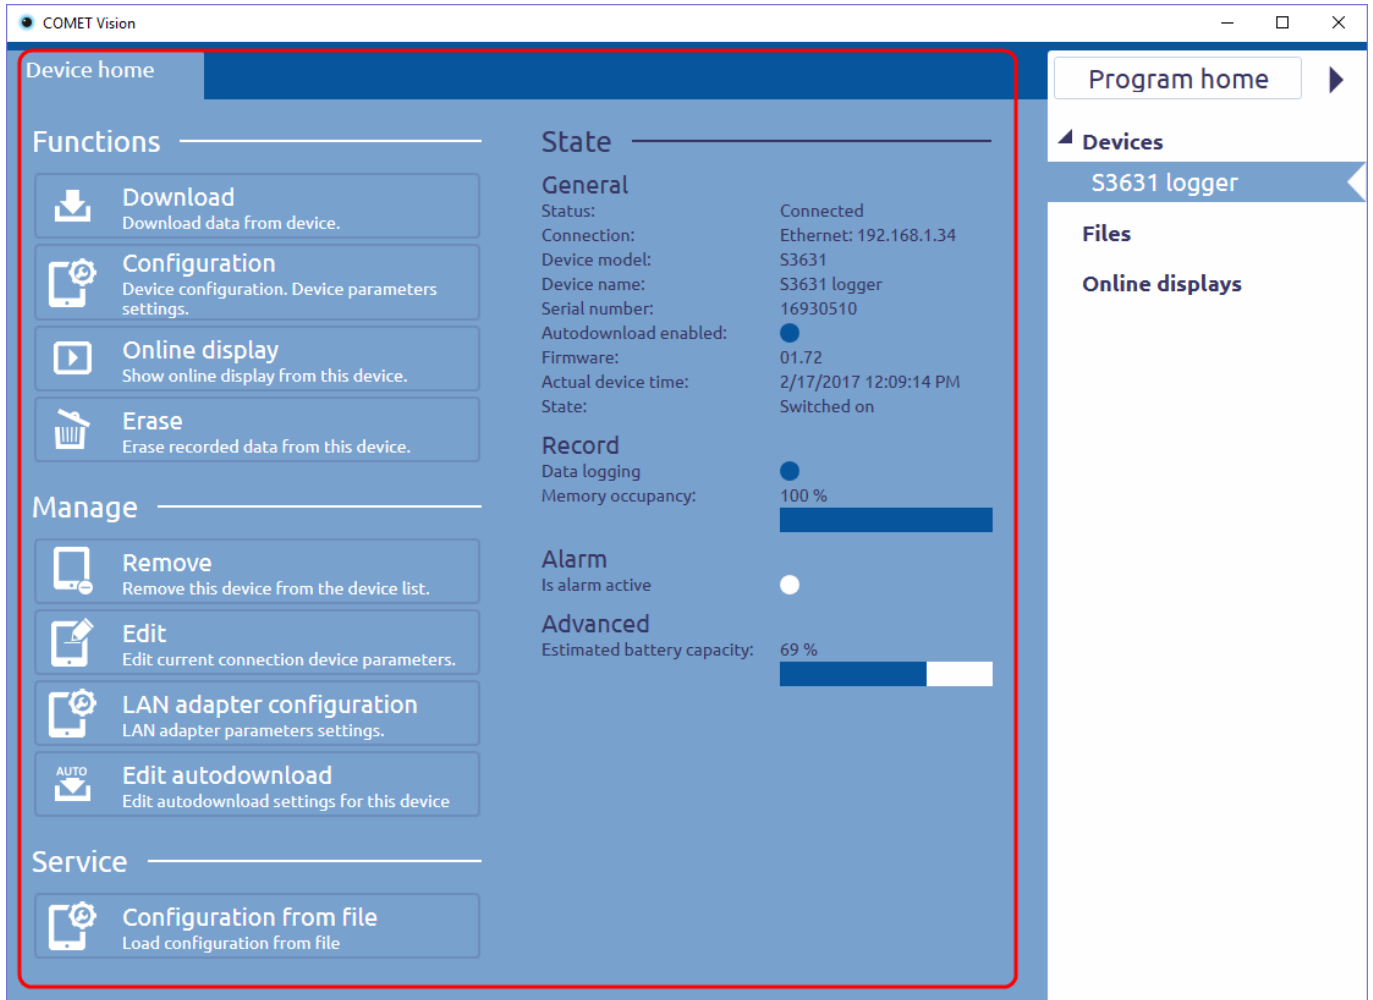 COMET Vision
Device home
Functions
Download
Download data from device.
Configuration
Device configuration. Device parameters
settings.
Online display
Show online display from this device.
Erase
Erase recorded data from this device.
Manage
Remove
Remove this device from the device list.
Edit
Edit current connection device parameters.
LAN adapter configuration
LAN adapter parameters settings.
AUTO
Edit autodownload
Edit autodownload settings for this device
Service
Configuration from file
Load configuration from file
State
General
Status: Connected
Connection: Ethernet: 192.168.1.34
Device model: S3631
Device name: S3631 logger
Serial number: 16930510
Autodownload enabled:
Firmware: 01.72
Actual device time: 2/17/2017 12:09:14 PM
State: Switched on
Record
Data logging
Memory occupancy: 100 %
Alarm
Is alarm active
Advanced
Estimated battery capacity: 69 %
Program home
Devices
S3631 logger
Files
Online displays